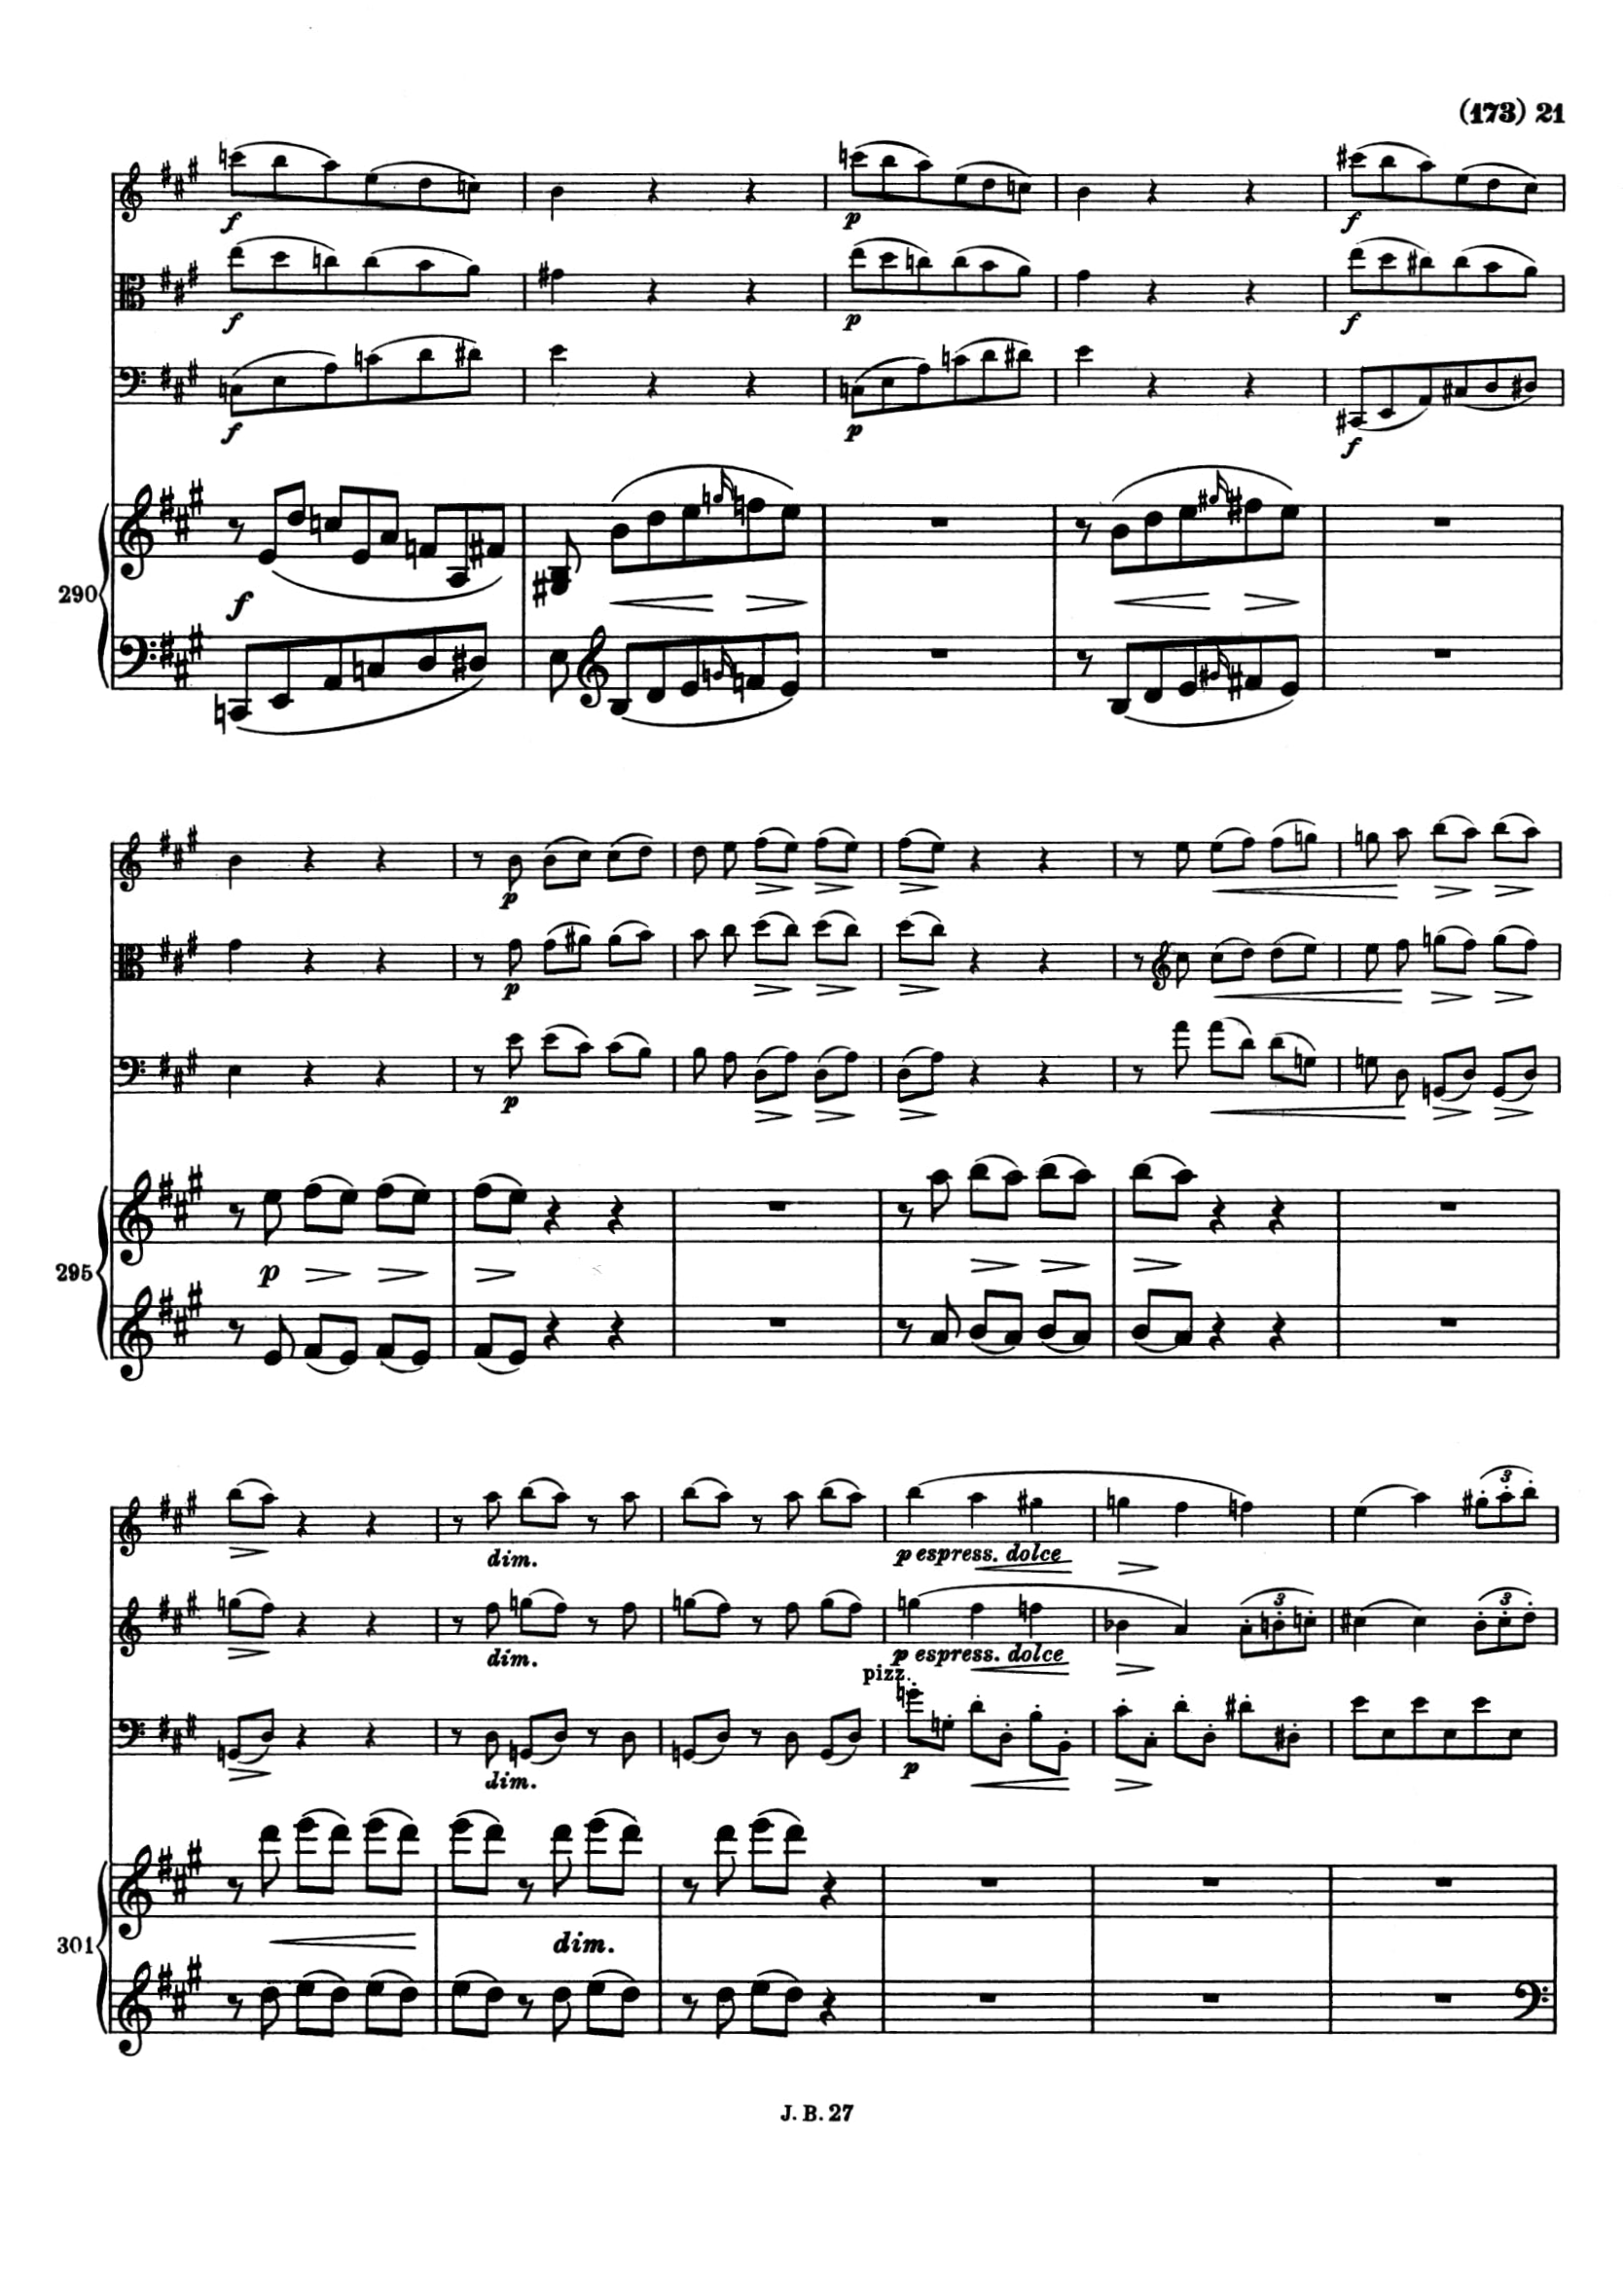 (173) 21
f
p
f
f
p
f
f
p
f
290
f
p
p
p
295
p
3
dim.
p espress. dolce
3
3
dim.
p espress. dolce
pizz.
dim.
p
301
dim.
J. B. 27